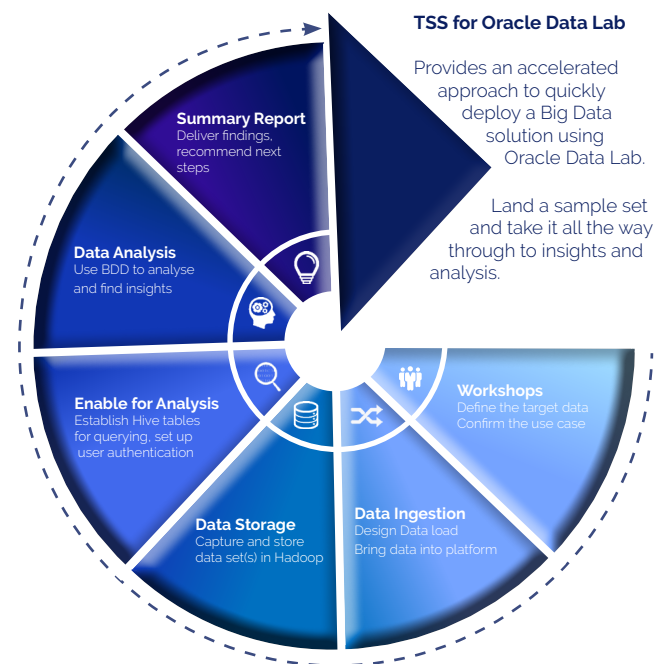 TSS for Oracle Data Lab
Provides an accelerated
approach to quickly
deploy a Big Data
solution using
Oracle Data Lab.
Land a sample set
and take it all the way
through to insights and
analysis.
Workshops
Define the target data
Confirm the use case
Data Ingestion
Design Data load
Bring data into platform
Data Storage
Capture and store
data set(s) in Hadoop
Enable for Analysis
Establish Hive tables
for querying, set up
user authentication
Data Analysis
Use BDD to analyse
and find insights
Summary Report
Deliver findings,
recommend next
steps